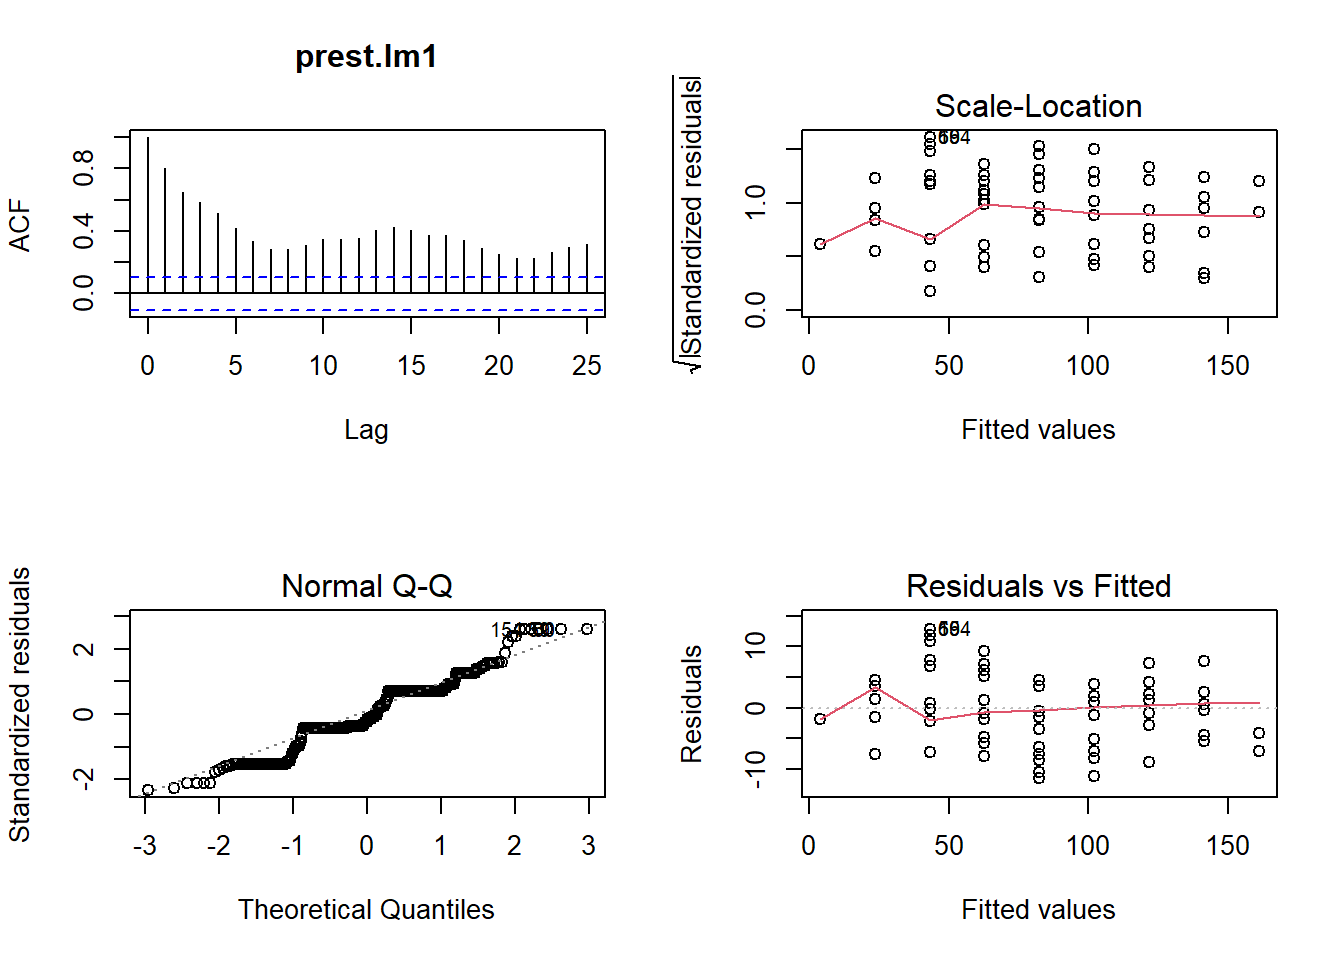 prest.lm1
ACF
0.0 0.4 0.8
0 5 10 15 20 25
Lag
Scale-Location
√|Standardized residuals|
0.0 1.0
0 50 100 150
Fitted values
Normal Q-Q
Standardized residuals
-2 0 2
-3 -2 -1 0 1 2 3
Theoretical Quantiles
Residuals vs Fitted
Residuals
-10 0 10
0 50 100 150
Fitted values